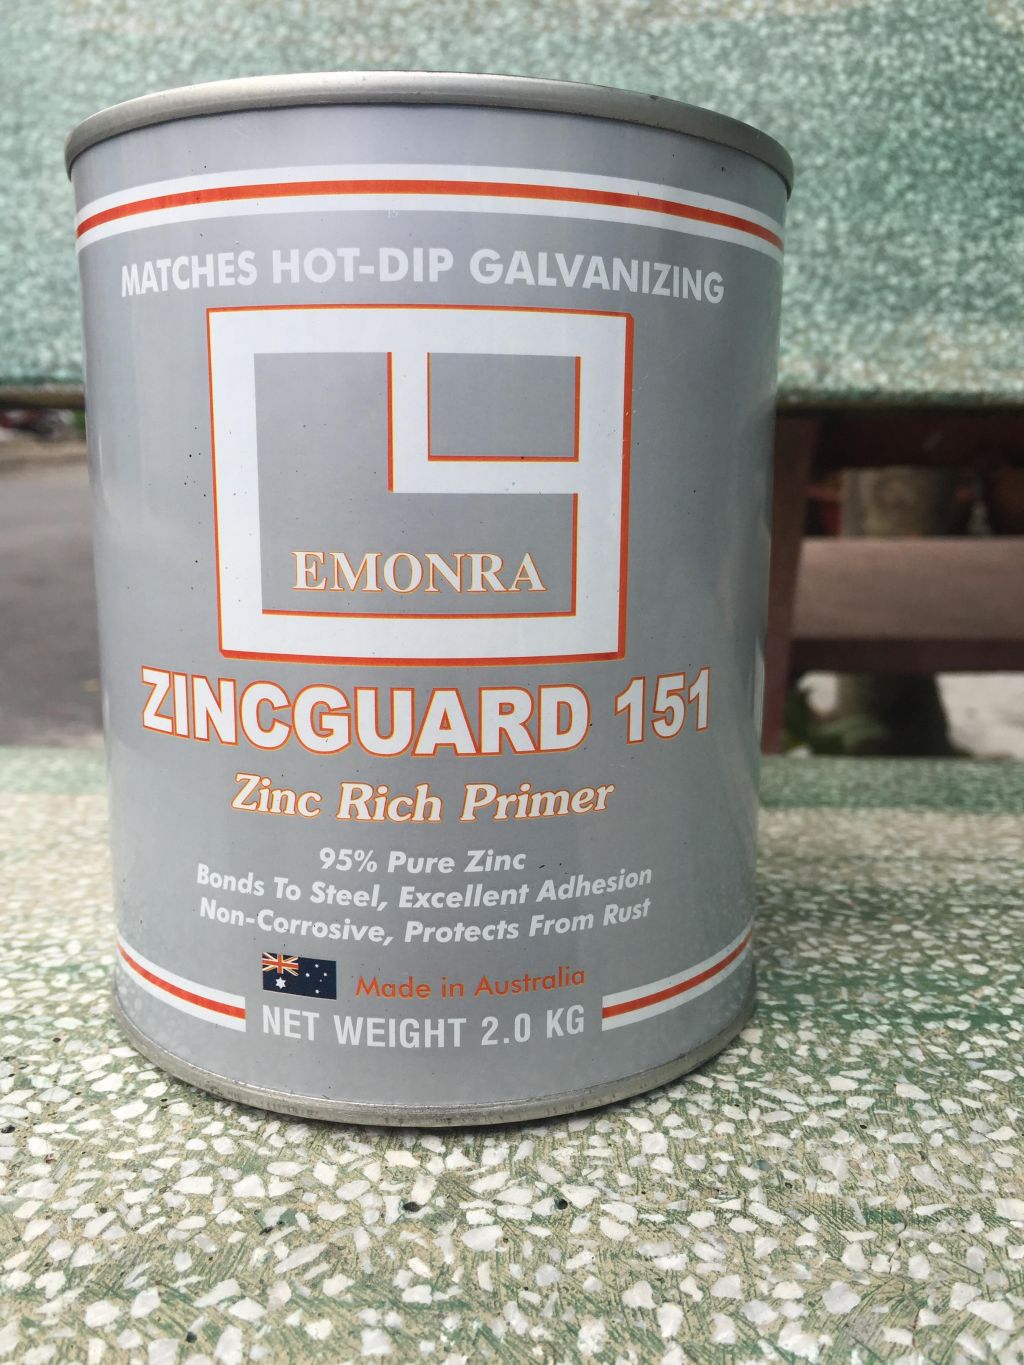 MATCHES HOT-DIP GALVANIZING
EMONRA
ZINCGUARD 151
Zinc Rich Primer
95% Pure Zinc
Bonds To Steel, Excellent Adhesion
Non-Corrosive, Protects From Rust
Made in Australia
NET WEIGHT 2.0 KG